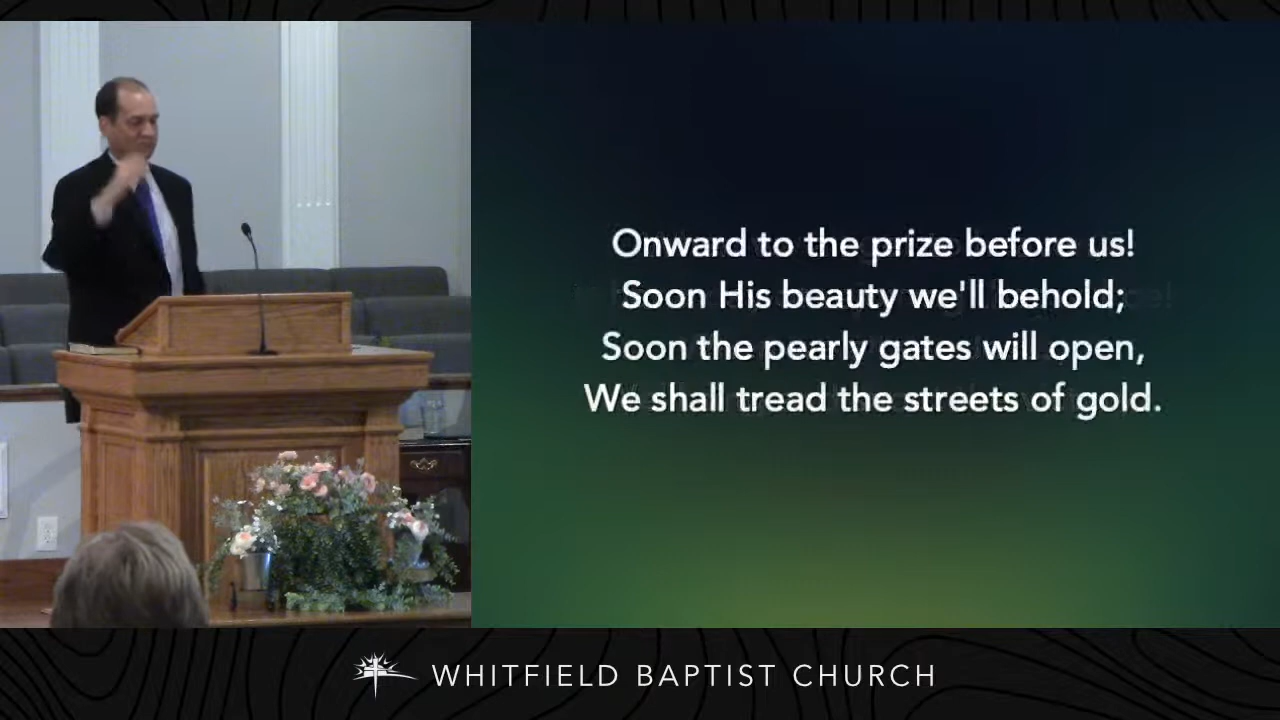 Onward to the prize before us!
Soon His beauty we'll behold;
Soon the pearly gates will open,
We shall tread the streets of gold.
WHITFIELD BAPTIST CHURCH